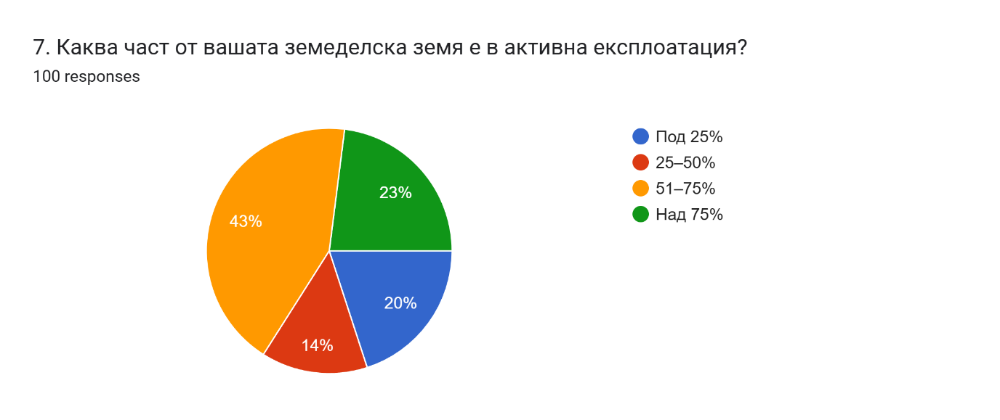 7. Каква част от вашата земеделска земя е в активна експлоатация?
100 responses
Под 25%
25–50%
51–75%
Над 75%
23%
43%
20%
14%